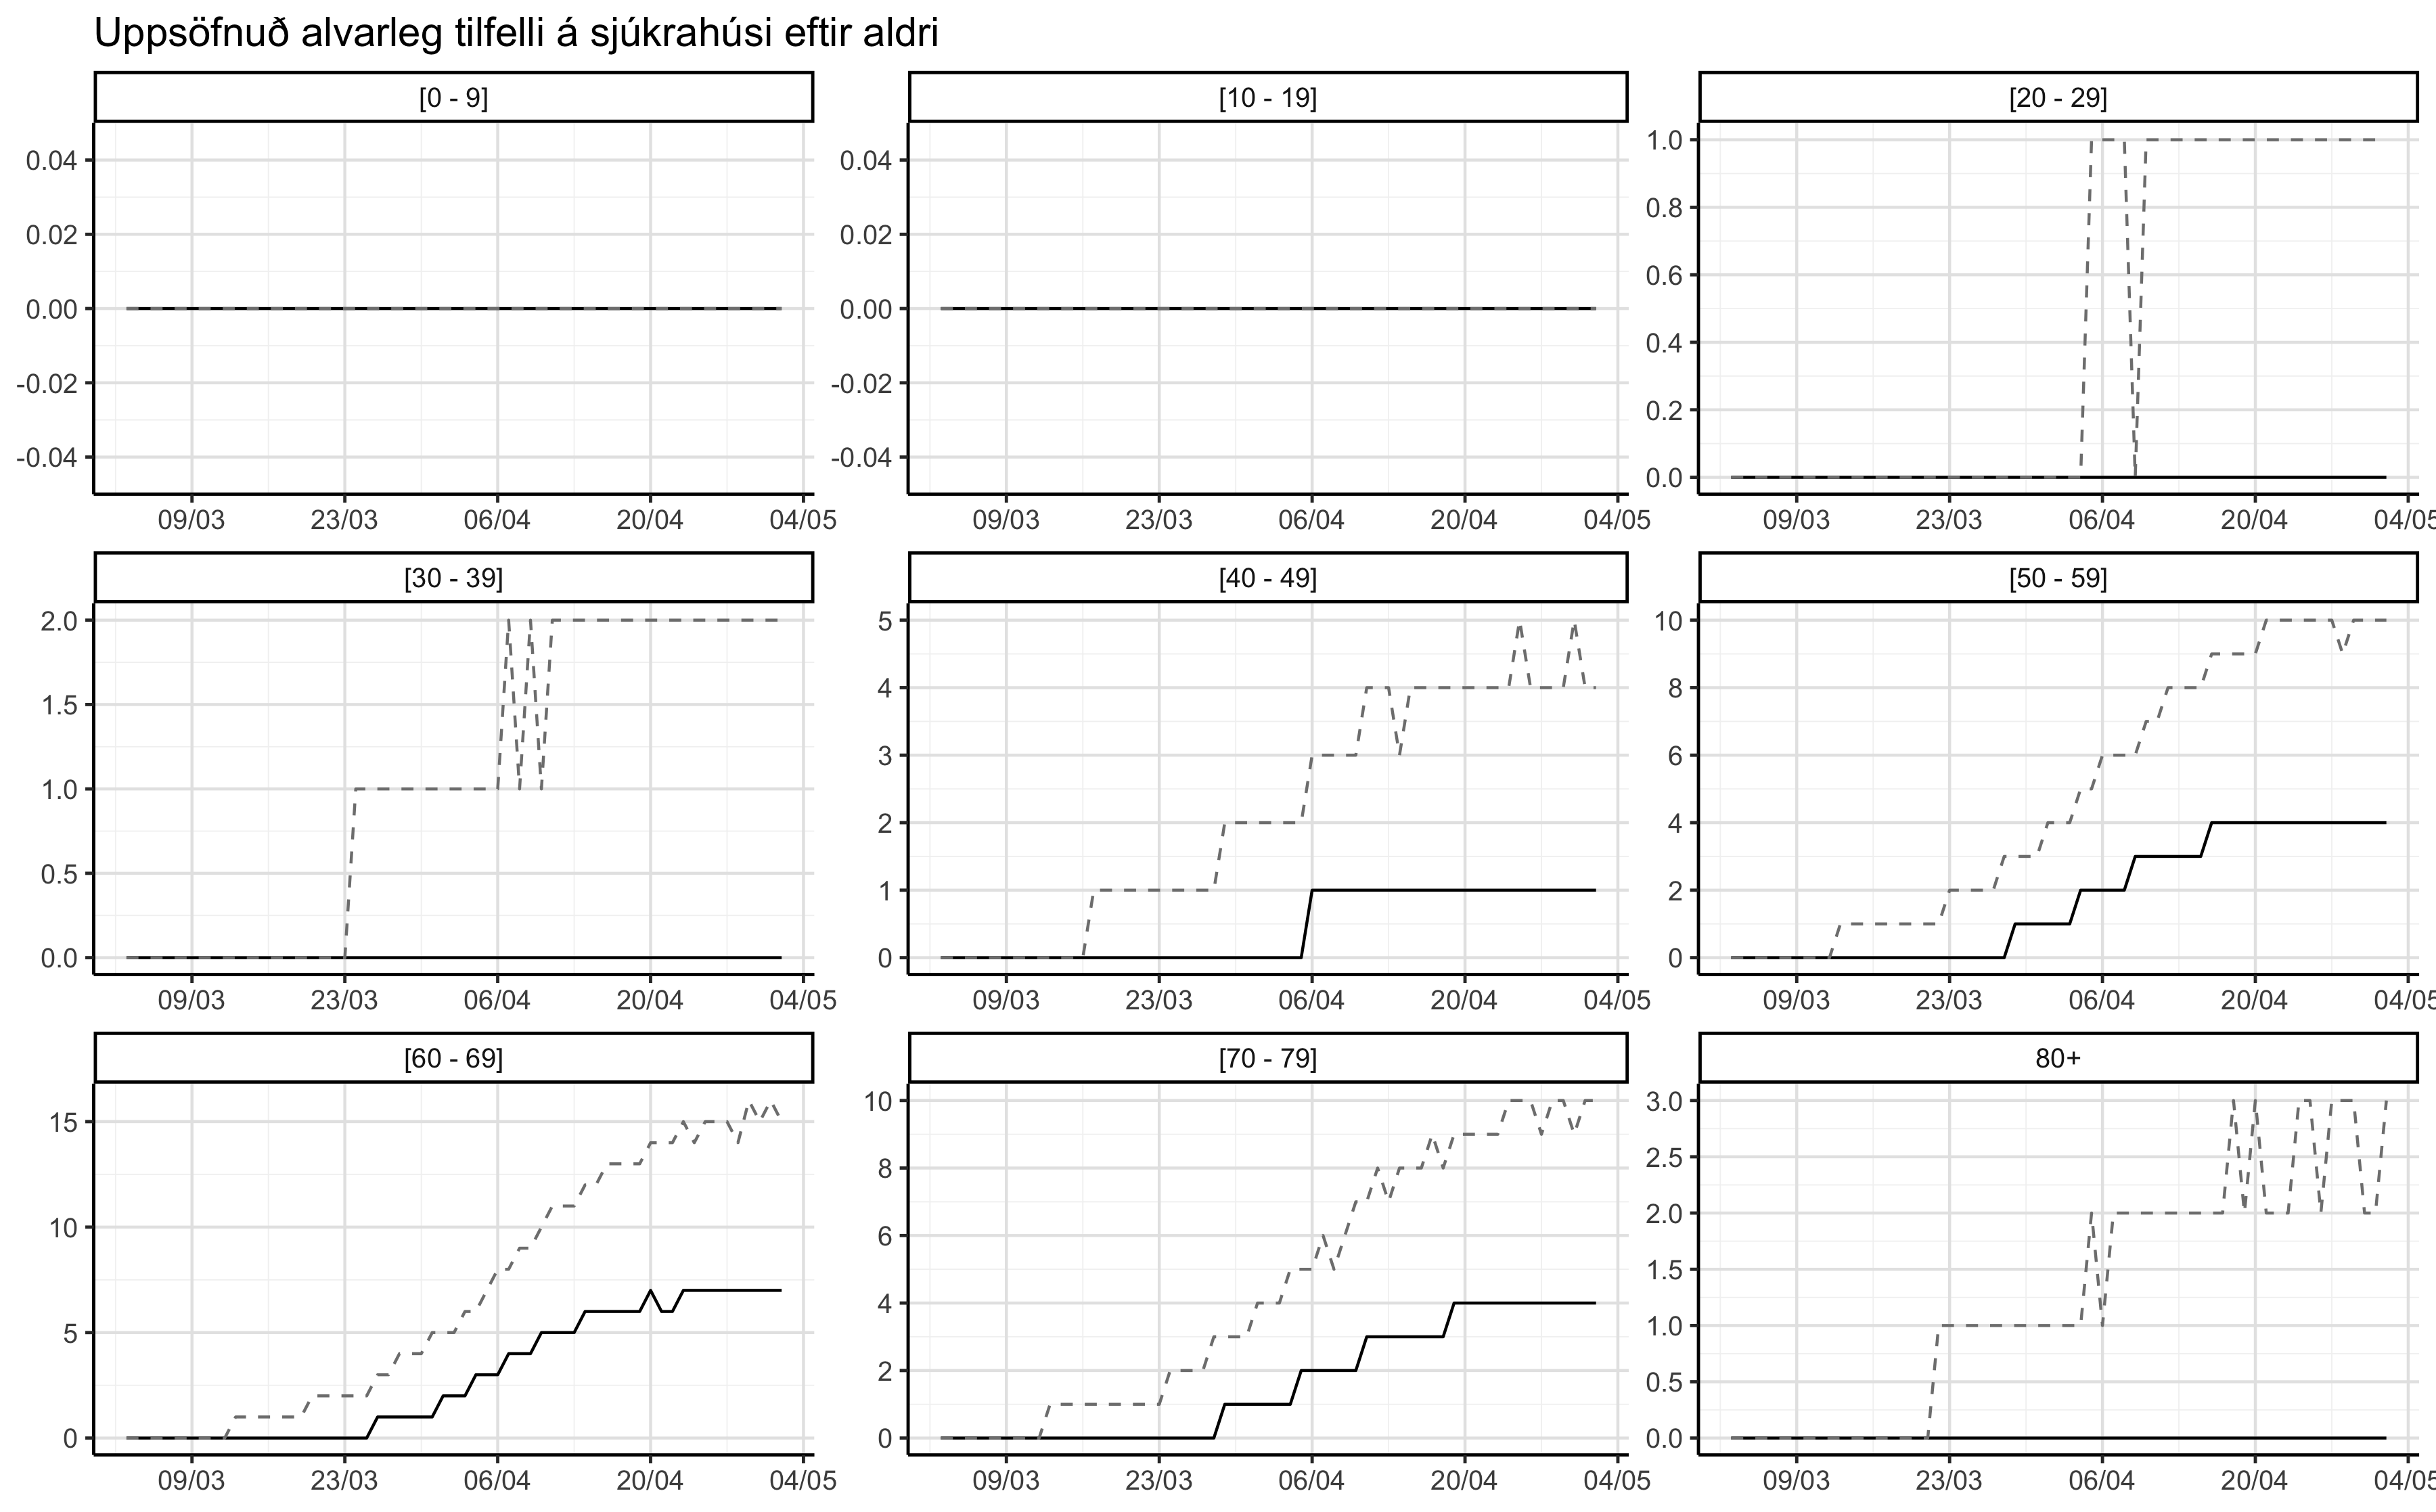 Uppsöfnuð alvarleg tilfelli á sjúkrahúsi eftir aldri
[0 - 9]
0.04
0.02
0.00
-0.02
-0.04
09/03 23/03 06/04 20/04 04/05
[10 - 19]
0.04
0.02
0.00
-0.02
-0.04
09/03 23/03 06/04 20/04 04/05
[20 - 29]
1.0
0.8
0.6
0.4
0.2
0.0
09/03 23/03 06/04 20/04 04/05
[30 - 39]
2.0
1.5
1.0
0.5
0.0
09/03 23/03 06/04 20/04 04/05
[40 - 49]
5
4
3
2
1
0
09/03 23/03 06/04 20/04 04/05
[50 - 59]
10
8
6
4
2
0
09/03 23/03 06/04 20/04 04/05
[60 - 69]
15
10
5
0
09/03 23/03 06/04 20/04 04/05
[70 - 79]
10
8
6
4
2
0
09/03 23/03 06/04 20/04 04/05
80+
3.0
2.5
2.0
1.5
1.0
0.5
0.0
09/03 23/03 06/04 20/04 04/05